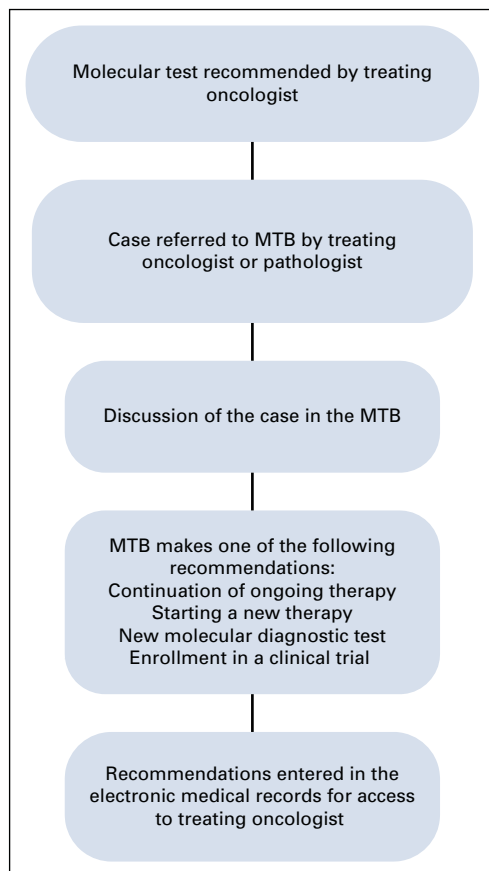 Molecular test recommended by treating
oncologist
Case referred to MTB by treating
oncologist or pathologist
Discussion of the case in the MTB
MTB makes one of the following
recommendations:
Continuation of ongoing therapy
Starting a new therapy
New molecular diagnostic test
Enrollment in a clinical trial
Recommendations entered in the
electronic medical records for access
to treating oncologist